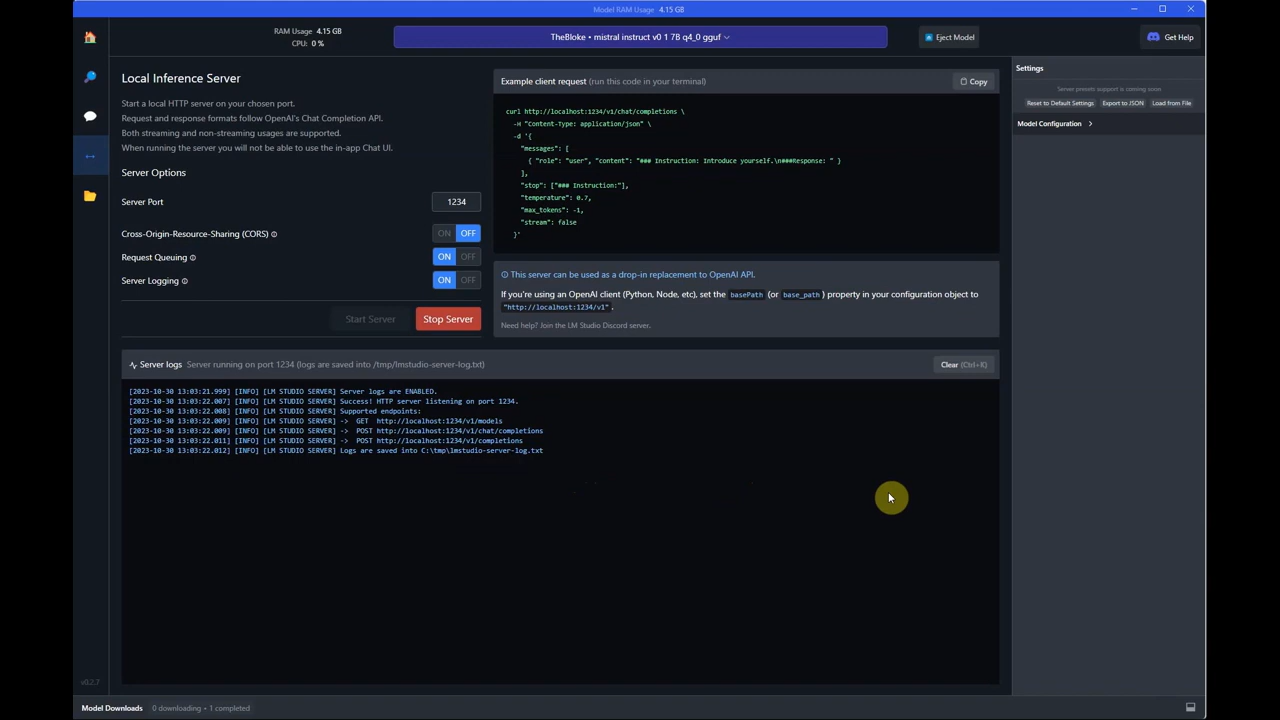 Model RAM Usage 4.15 GB
RAM Usage 4.15 GB
CPU: 0 %
TheBloke • mistral instruct v0 1 7B q4_0 gguf
Eject Model
Get Help
Local Inference Server
Start a local HTTP server on your chosen port.
Request and response formats follow OpenAI's Chat Completion API.
Both streaming and non-streaming usages are supported.
When running the server you will not be able to use the in-app Chat UI.
Server Options
Server Port 1234
Cross-Origin-Resource-Sharing (CORS) ON OFF
Request Queuing ON OFF
Server Logging ON OFF
Start Server Stop Server
Example client request (run this code in your terminal) Copy
curl http://localhost:1234/v1/chat/completions \
-H "Content-Type: application/json" \
-d '{
"messages": [
{ "role": "user", "content": "### Instruction: Introduce yourself.\n###Response: " }
],
"stop": ["### Instruction:"],
"temperature": 0.7,
"max_tokens": -1,
"stream": false
}'
This server can be used as a drop-in replacement to OpenAI API.
If you're using an OpenAI client (Python, Node, etc), set the basePath (or base_path) property in your configuration object to
"http://localhost:1234/v1".
Need help? Join the LM Studio Discord server.
Settings
Server presets support is coming soon
Reset to Default Settings Export to JSON Load from File
Model Configuration
Server logs Server running on port 1234 (logs are saved into /tmp/lmstudio-server-log.txt) Clear (Ctrl+K)
[2023-10-30 13:03:21.999] [INFO] [LM STUDIO SERVER] Server logs are ENABLED.
[2023-10-30 13:03:22.007] [INFO] [LM STUDIO SERVER] Success! HTTP server listening on port 1234.
[2023-10-30 13:03:22.008] [INFO] [LM STUDIO SERVER] Supported endpoints:
[2023-10-30 13:03:22.009] [INFO] [LM STUDIO SERVER] -> GET http://localhost:1234/v1/models
[2023-10-30 13:03:22.009] [INFO] [LM STUDIO SERVER] -> POST http://localhost:1234/v1/chat/completions
[2023-10-30 13:03:22.011] [INFO] [LM STUDIO SERVER] -> POST http://localhost:1234/v1/completions
[2023-10-30 13:03:22.012] [INFO] [LM STUDIO SERVER] Logs are saved into C:\tmp\lmstudio-server-log.txt
v0.2.7
Model Downloads 0 downloading • 1 completed